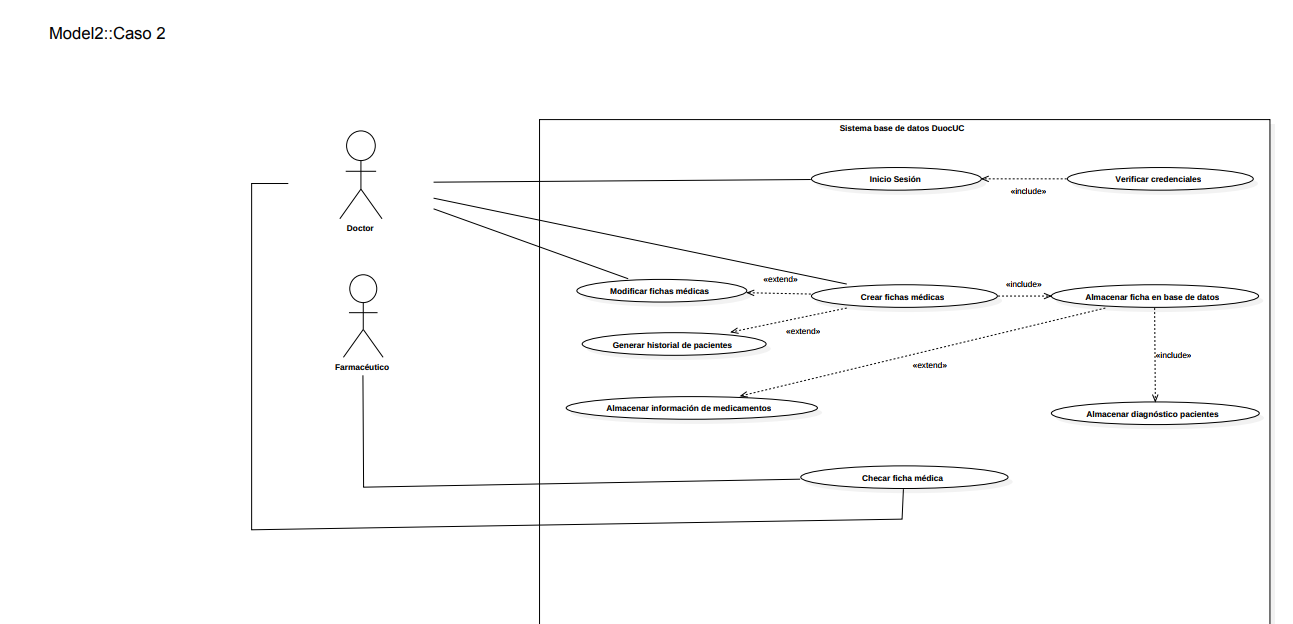 Model2::Caso 2
Sistema base de datos DuocUC
Doctor
Farmacéutico
Inicio Sesión
«include»
Verificar credenciales
Modificar fichas médicas
«extend»
Crear fichas médicas
«include»
Almacenar ficha en base de datos
Generar historial de pacientes
«extend»
«extend»
«include»
Almacenar información de medicamentos
Almacenar diagnóstico pacientes
Checar ficha médica